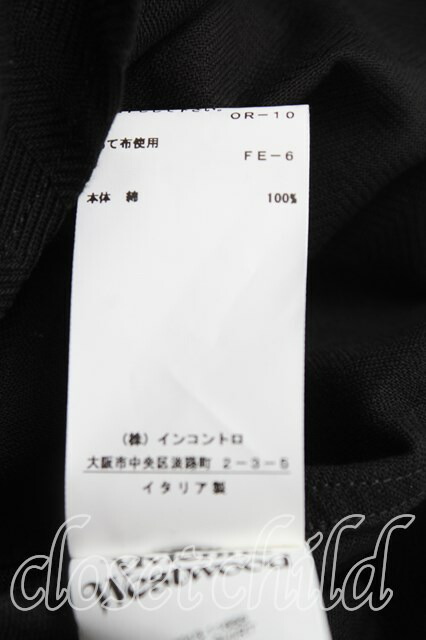 OR-10
て布使用
FE-6
本体 綿 100%
(株) インコントロ
大阪市中央区淡路町 2-3-5
イタリア製
closetchild